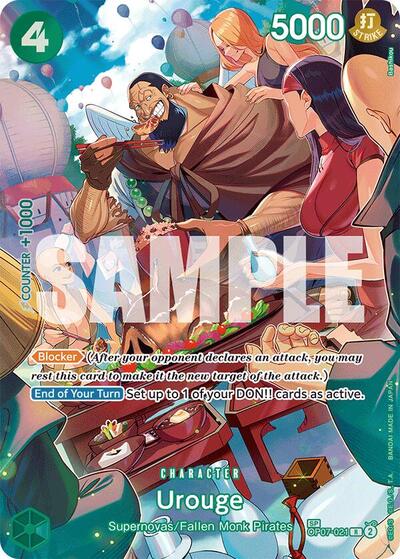 4
5000
打
STRIKE
COUNTER +1000
SAMPLE
Blocker (After your opponent declares an attack, you may
rest this card to make it the new target of the attack.)
End of Your Turn Set up to 1 of your DON!! cards as active.
CHARACTER
Urouge
Supernovas/Fallen Monk Pirates
SP
OP07-021 R 2
BANDAI MADE IN JAPAN